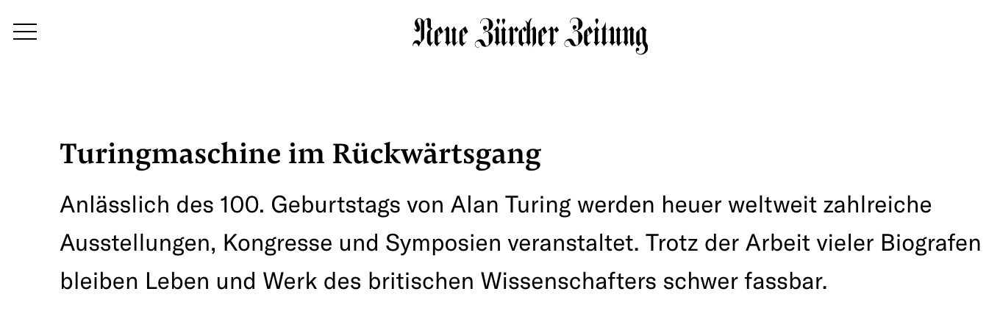 Neue Zürcher Zeitung
Turingmaschine im Rückwärtsgang
Anlässlich des 100. Geburtstags von Alan Turing werden heuer weltweit zahlreiche
Ausstellungen, Kongresse und Symposien veranstaltet. Trotz der Arbeit vieler Biografen
bleiben Leben und Werk des britischen Wissenschafters schwer fassbar.